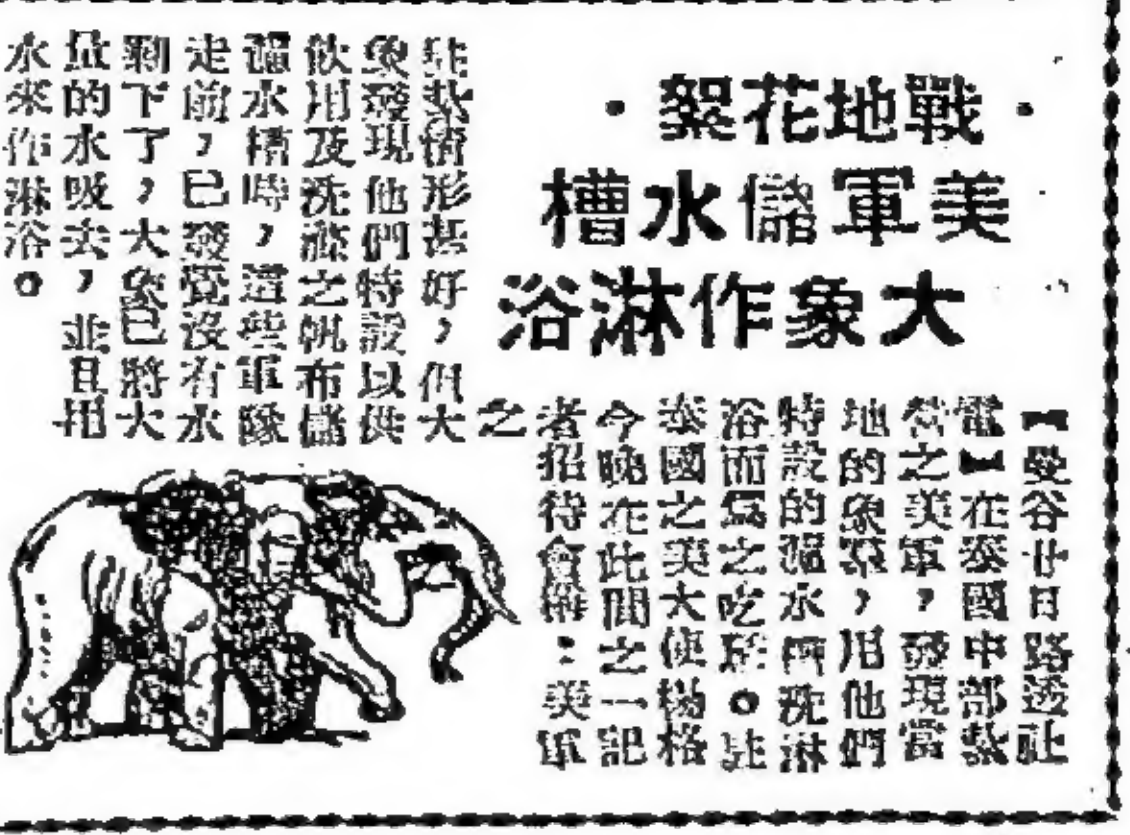 ·戰地花絮·
美軍儲水槽
大象作淋浴
【曼谷廿日路透社
電】在泰國中部紮
營之美軍,發現當
地的象羣,用他們
特設的儲水槽洗淋
浴而爲之吃驚。駐
泰國之美大使楊格
今晚在此間之一記
者招待會稱:美軍
之
駐紮情形甚好,但大
象發現他們特設以供
飲用及洗滌之帆布儲
儲水槽時,這些軍隊
走前,已發覺沒有水
剩下了,大象已將大
量的水吸去,並且用
水來作淋浴。